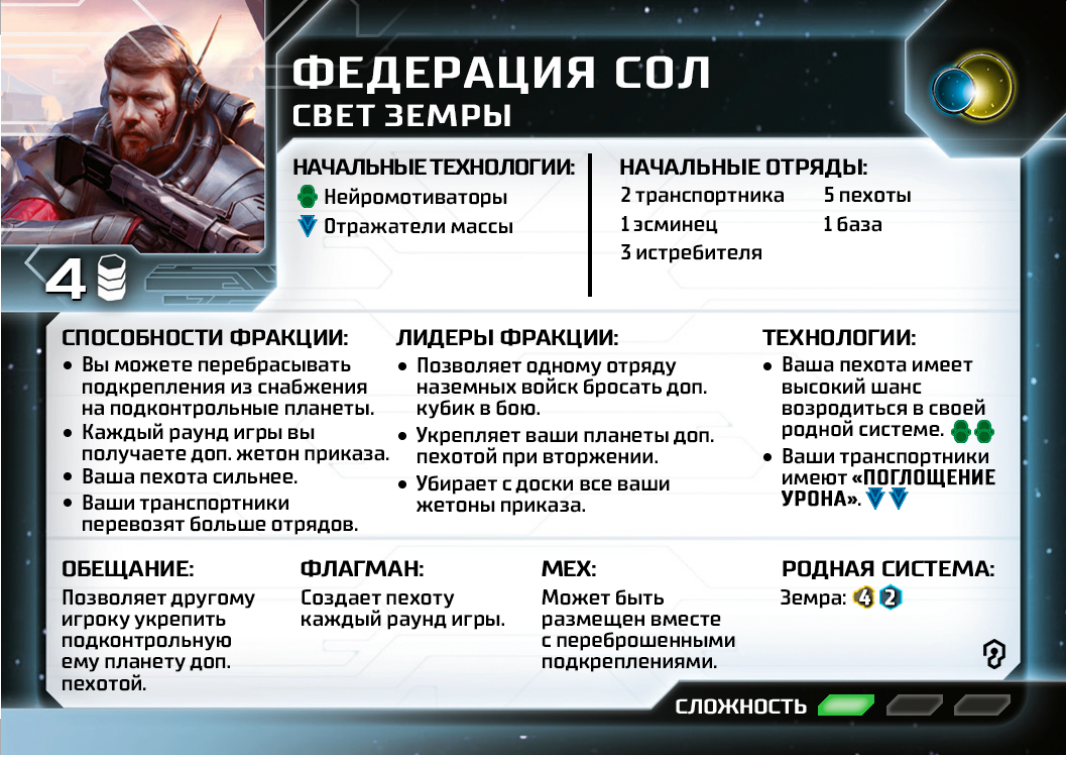 ФЕДЕРАЦИЯ СОЛ
СВЕТ ЗЕМРЫ
4
НАЧАЛЬНЫЕ ТЕХНОЛОГИИ:
Нейромотиваторы
Отражатели массы
НАЧАЛЬНЫЕ ОТРЯДЫ:
2 транспортника
1 эсминец
3 истребителя
5 пехоты
1 база
СПОСОБНОСТИ ФРАКЦИИ:
• Вы можете перебрасывать
подкрепления из снабжения
на подконтрольные планеты.
• Каждый раунд игры вы
получаете доп. жетон приказа.
• Ваша пехота сильнее.
• Ваши транспортники
перевозят больше отрядов.
ЛИДЕРЫ ФРАКЦИИ:
• Позволяет одному отряду
наземных войск бросать доп.
кубик в бою.
• Укрепляет ваши планеты доп.
пехотой при вторжении.
• Убирает с доски все ваши
жетоны приказа.
ТЕХНОЛОГИИ:
• Ваша пехота имеет
высокий шанс
возродиться в своей
родной системе.
• Ваши транспортники
имеют «ПОГЛОЩЕНИЕ
УРОНА».
ОБЕЩАНИЕ:
Позволяет другому
игроку укрепить
подконтрольную
ему планету доп.
пехотой.
ФЛАГМАН:
Создает пехоту
каждый раунд игры.
МЕХ:
Может быть
размещен вместе
с переброшенными
подкреплениями.
РОДНАЯ СИСТЕМА:
Земра: 4 2
СЛОЖНОСТЬ